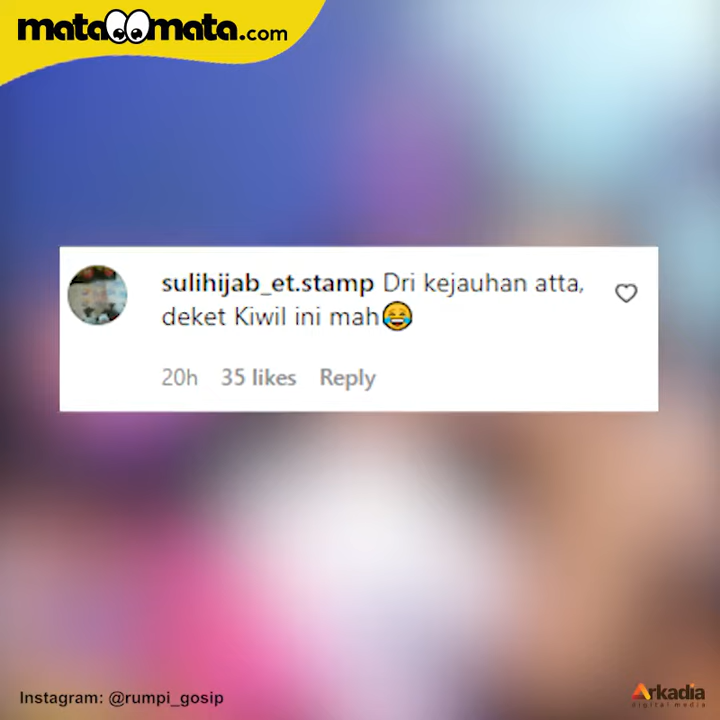 mataOOmata.com
sulihijab_et.stamp Dri kejauhan atta,
deket Kiwil ini mah😂
20h 35 likes Reply
Instagram: @rumpi_gosip
Arkadia
digital media